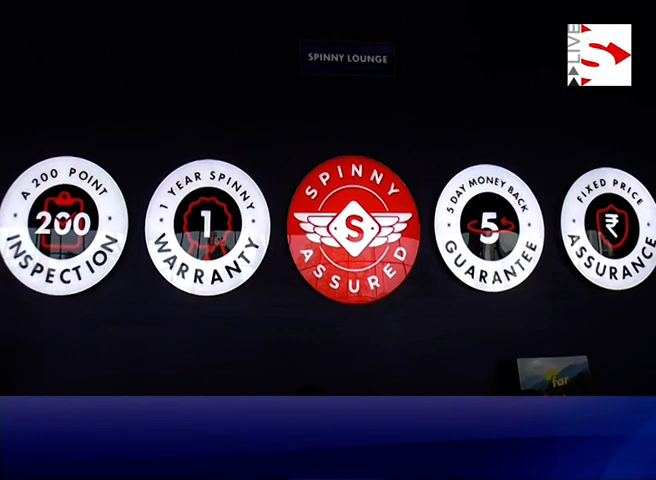 LIVE
SPINNY LOUNGE
A 200 POINT
200
INSPECTION
1 YEAR SPINNY
1
WARRANTY
SPINNY
S
ASSURED
5 DAY MONEY BACK
5
GUARANTEE
FIXED PRICE
₹
ASSURANCE
far